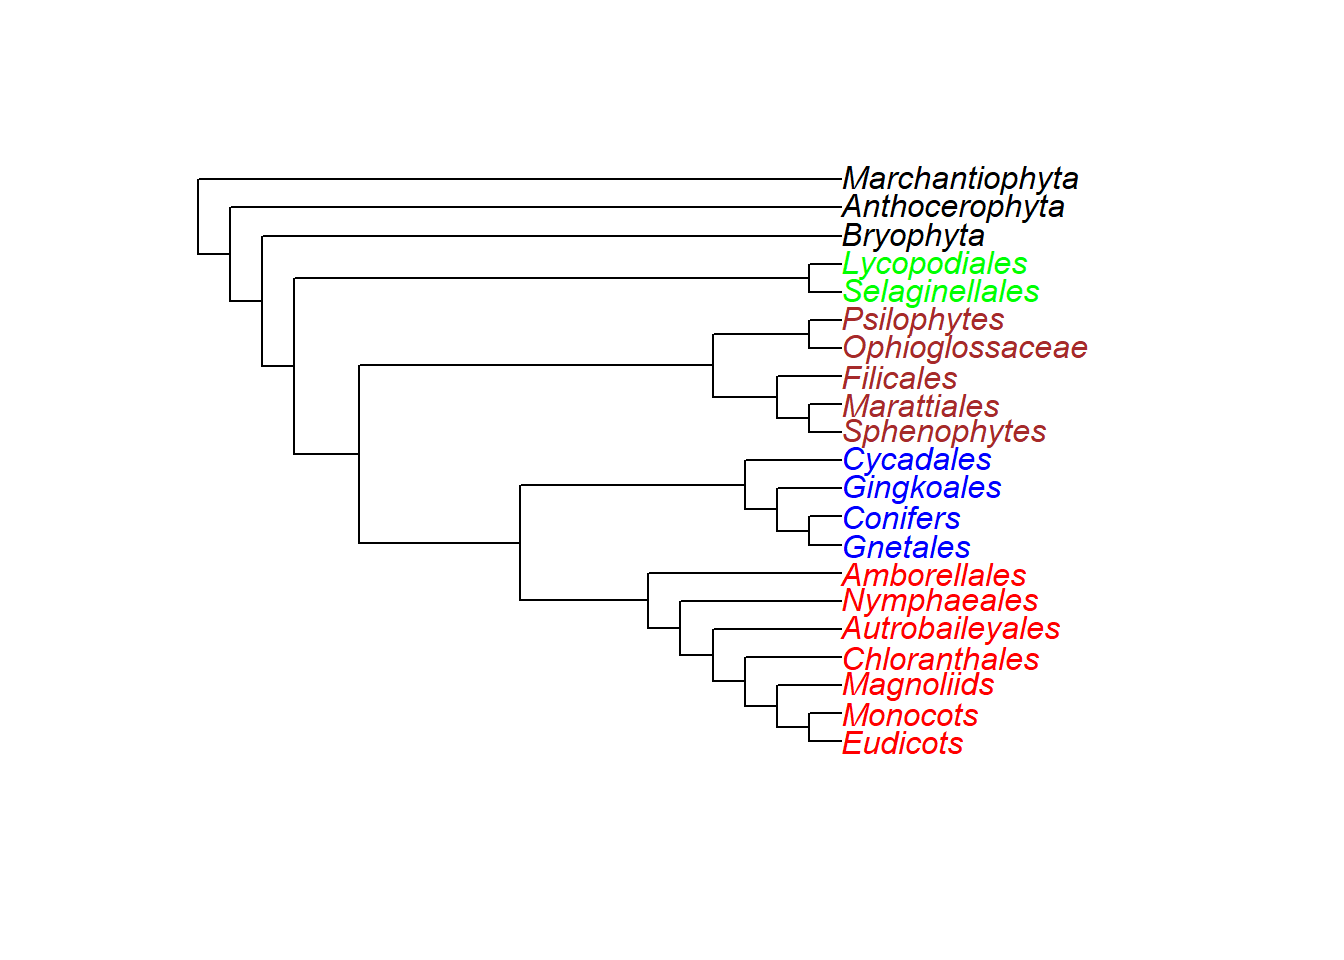 Marchantiophyta
Anthocerophyta
Bryophyta
Lycopodiales
Selaginellales
Psilophytes
Ophioglossaceae
Filicales
Marattiales
Sphenophytes
Cycadales
Gingkoales
Conifers
Gnetales
Amborellales
Nymphaeales
Autrobaileyales
Chloranthales
Magnoliids
Monocots
Eudicots